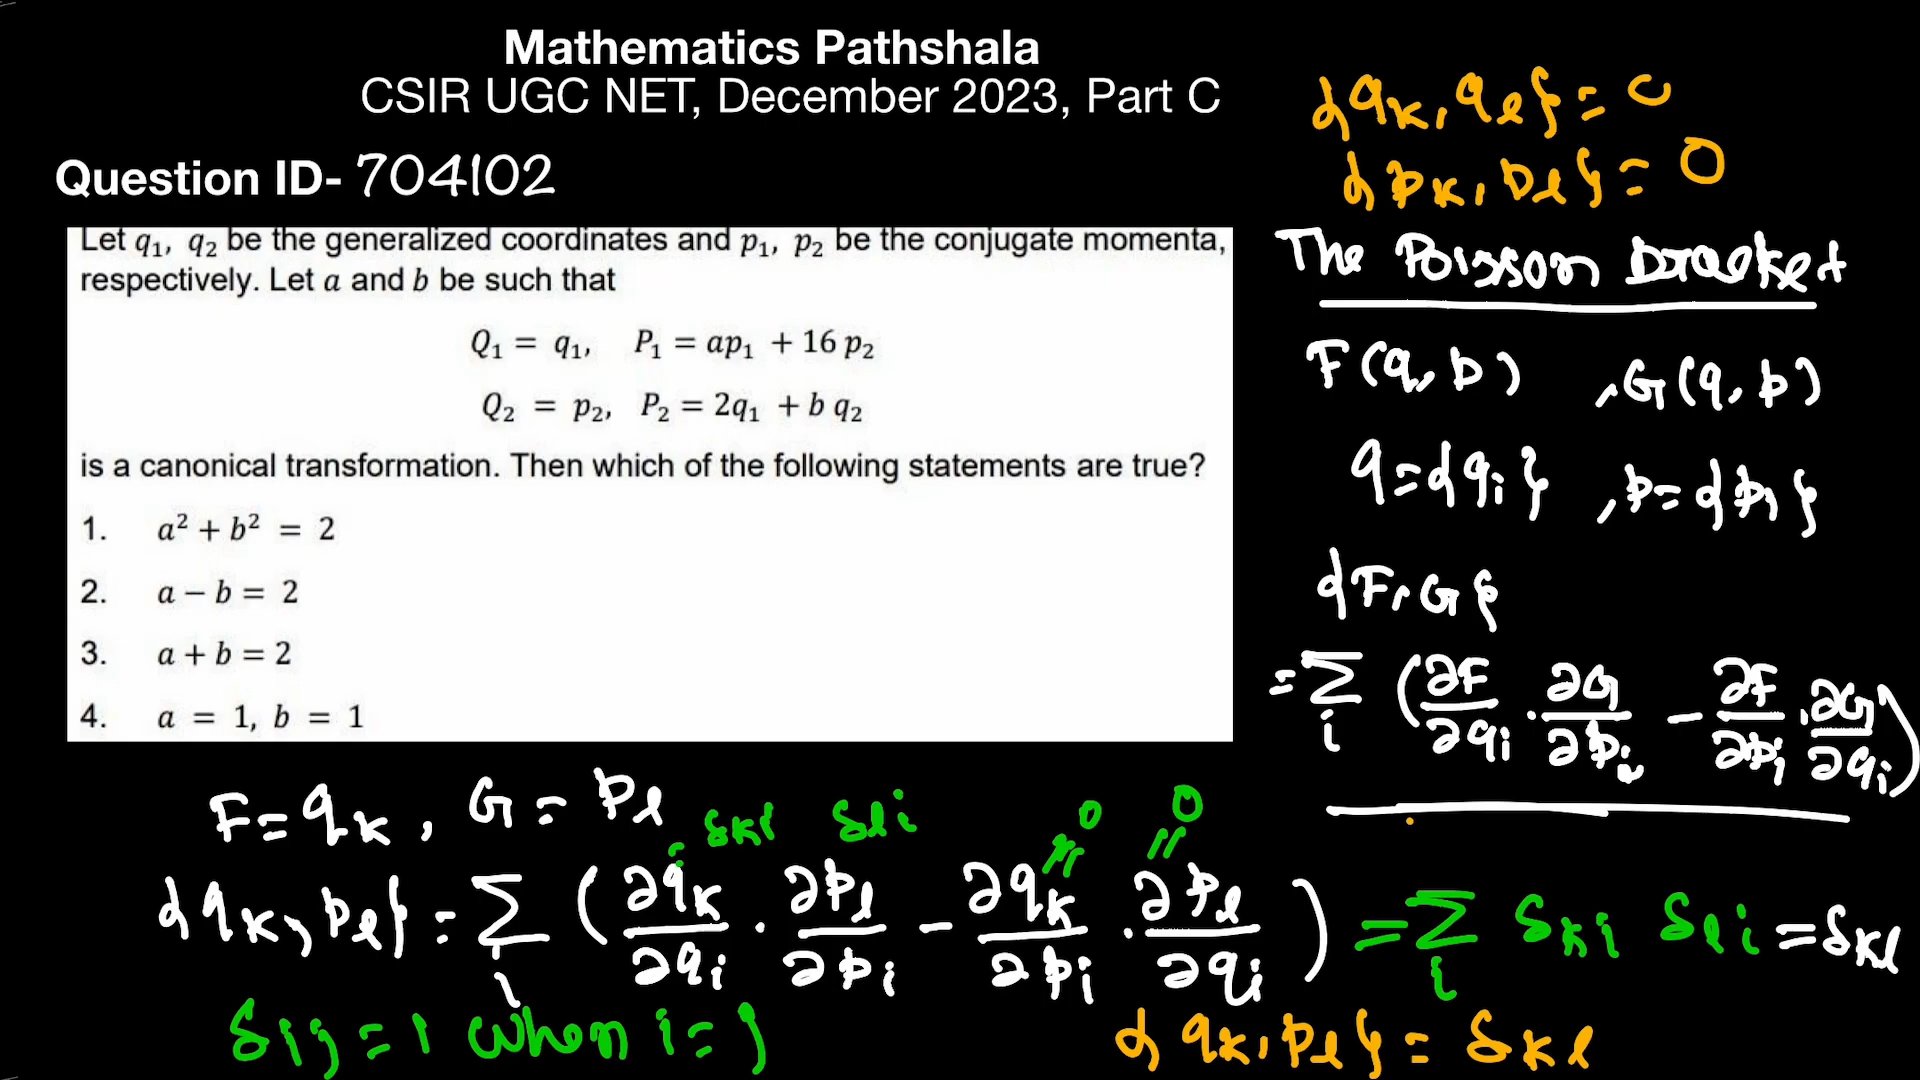 Mathematics Pathshala
CSIR UGC NET, December 2023, Part C
Question ID- 704102
Let q₁, q₂ be the generalized coordinates and p₁, p₂ be the conjugate momenta,
respectively. Let a and b be such that
Q₁ = q₁, P₁ = ap₁ + 16 p₂
Q₂ = p₂, P₂ = 2q₁ + b q₂
is a canonical transformation. Then which of the following statements are true?
1. a² + b² = 2
2. a − b = 2
3. a + b = 2
4. a = 1, b = 1
{qₖ, qₗ} = 0
{pₖ, pₗ} = 0
The Poisson Bracket
F(q, p) , G(q, p)
q = {qᵢ} , p = {pᵢ}
{F, G}
= Σᵢ (∂F/∂qᵢ · ∂G/∂pᵢ − ∂F/∂pᵢ · ∂G/∂qᵢ)
F = qₖ , G = pₗ
δₖᵢ δₗᵢ 0 0
{qₖ, pₗ} = Σᵢ (∂qₖ/∂qᵢ · ∂pₗ/∂pᵢ − ∂qₖ/∂pᵢ · ∂pₗ/∂qᵢ) = Σᵢ δₖᵢ δₗᵢ = δₖₗ
δᵢⱼ = 1 when i = j
{qₖ, pₗ} = δₖₗ